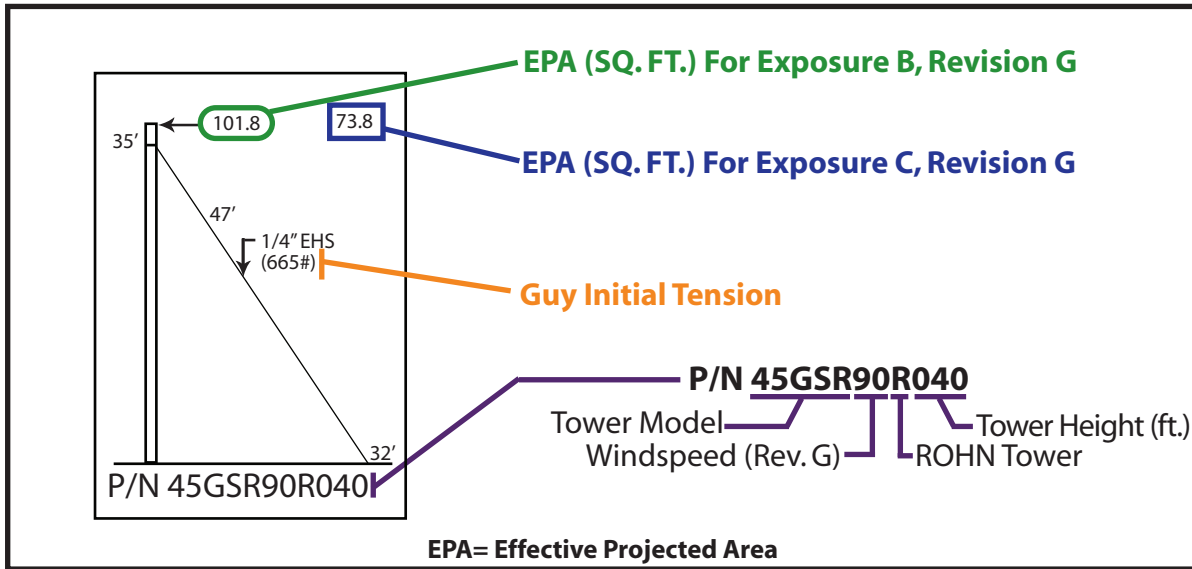 EPA (SQ. FT.) For Exposure B, Revision G
101.8
73.8
35'
EPA (SQ. FT.) For Exposure C, Revision G
47'
1/4" EHS
(665#)
Guy Initial Tension
P/N 45GSR90R040
Tower Model
Tower Height (ft.)
Windspeed (Rev. G)
ROHN Tower
32'
P/N 45GSR90R040
EPA= Effective Projected Area